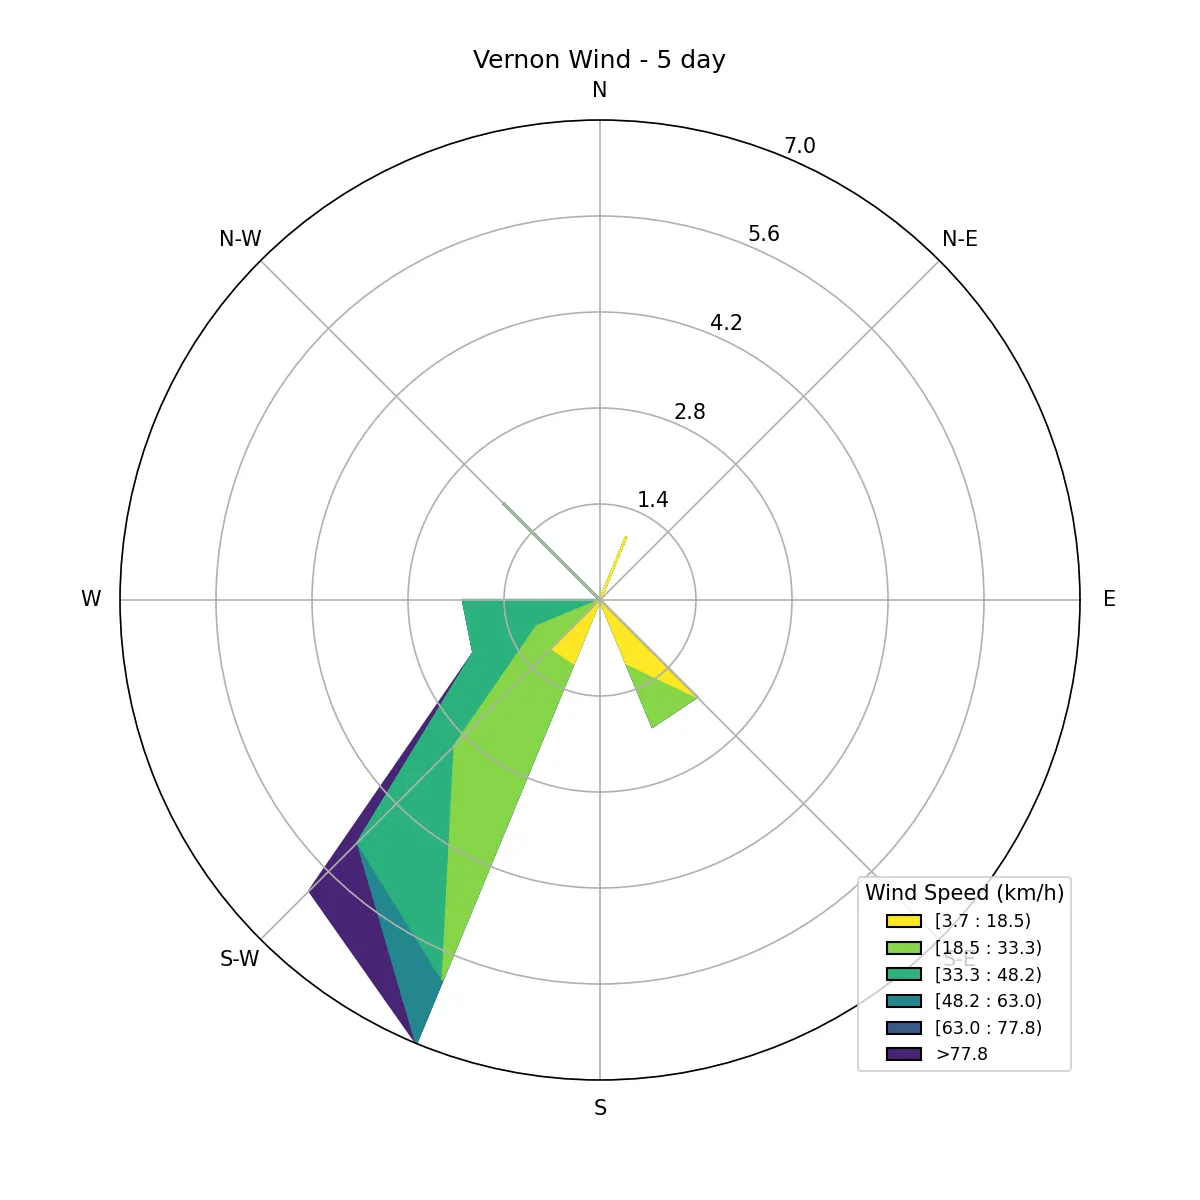 Vernon Wind - 5 day
N
7.0
5.6
N-W
N-E
4.2
2.8
1.4
W
E
Wind Speed (km/h)
[3.7 : 18.5)
[18.5 : 33.3)
S-W
S-E
[33.3 : 48.2)
[48.2 : 63.0)
[63.0 : 77.8)
>77.8
S